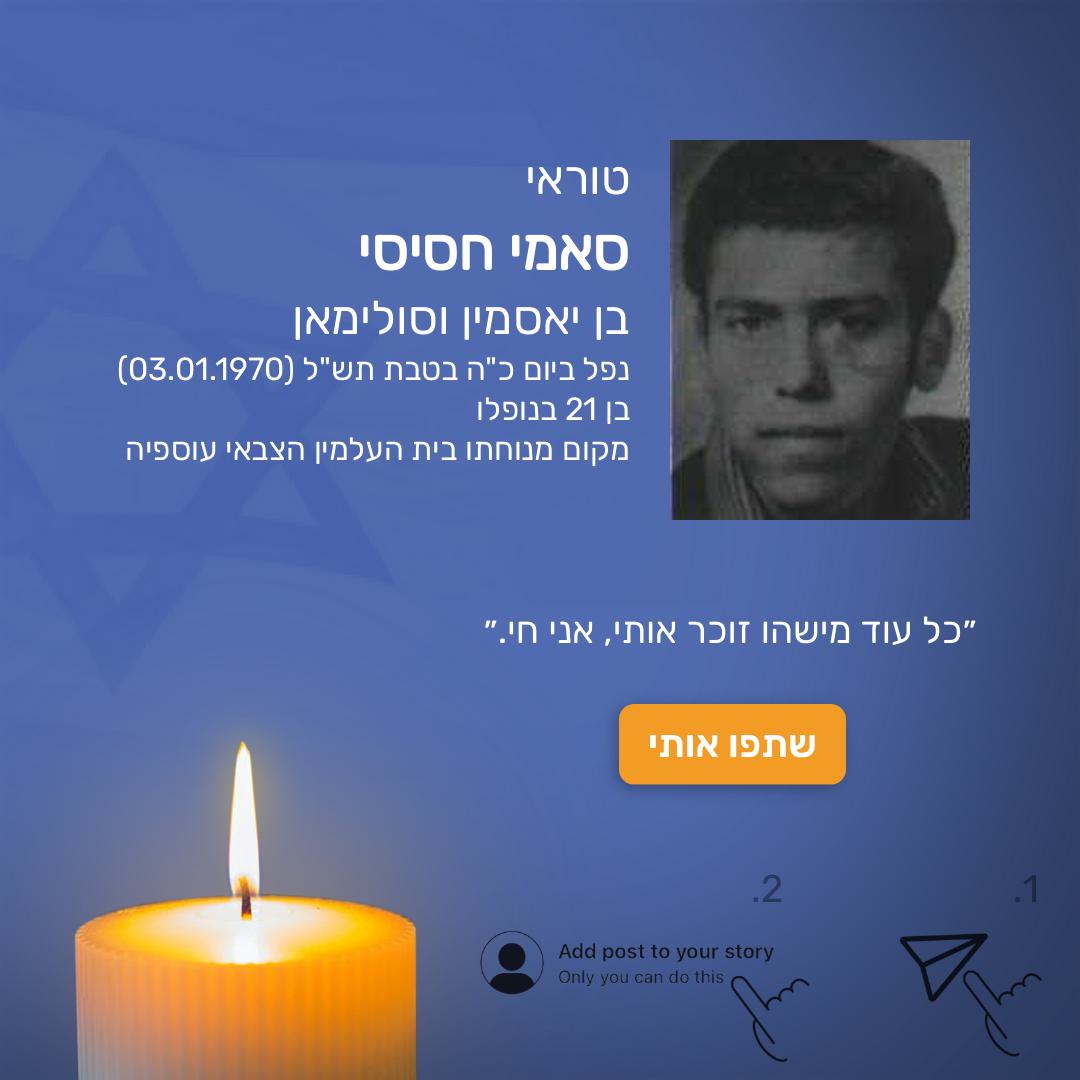 טוראי
סאמי חסיסי
בן יאסמין וסולימאן
נפל ביום כ"ה בטבת תש"ל (03.01.1970)
בן 21 בנופלו
מקום מנוחתו בית העלמין הצבאי עוספיה
״כל עוד מישהו זוכר אותי, אני חי.״
שתפו אותי
1.
2.
Add post to your story
Only you can do this